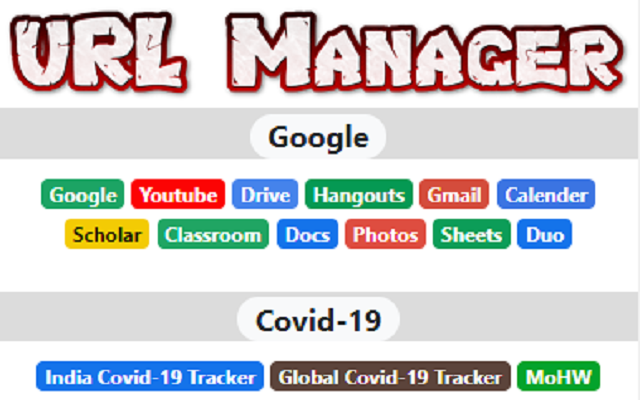 URL Manager
Google
Google Youtube Drive Hangouts Gmail Calender
Scholar Classroom Docs Photos Sheets Duo
Covid-19
India Covid-19 Tracker Global Covid-19 Tracker MoHW